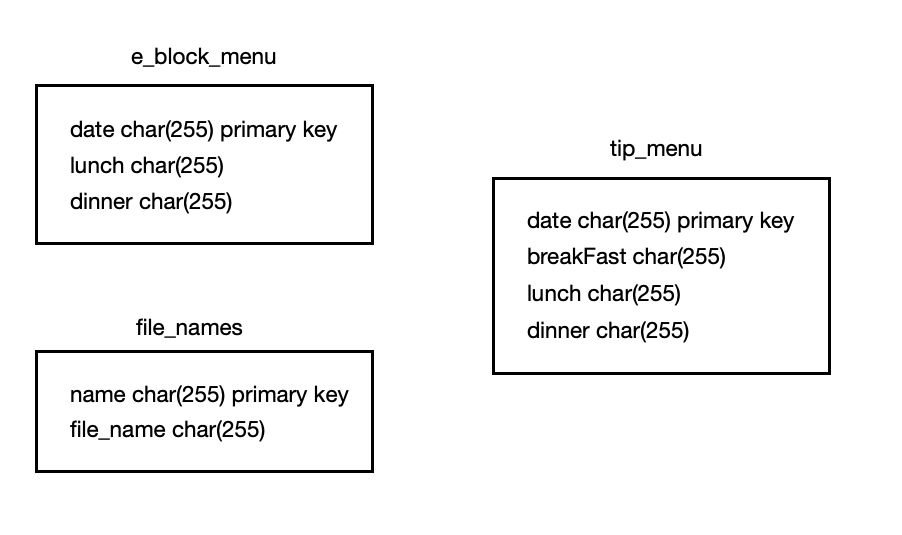 e_block_menu
date char(255) primary key
lunch char(255)
dinner char(255)
tip_menu
date char(255) primary key
breakFast char(255)
lunch char(255)
dinner char(255)
file_names
name char(255) primary key
file_name char(255)